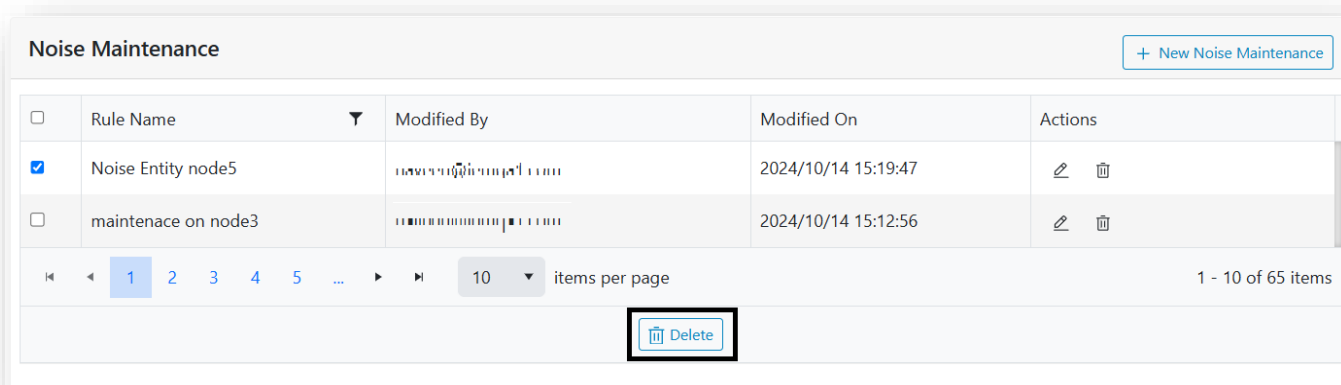 Noise Maintenance
+ New Noise Maintenance
Rule Name Modified By Modified On Actions
Noise Entity node5 2024/10/14 15:19:47
maintenace on node3 2024/10/14 15:12:56
1 2 3 4 5 ... 10 items per page 1 - 10 of 65 items
Delete